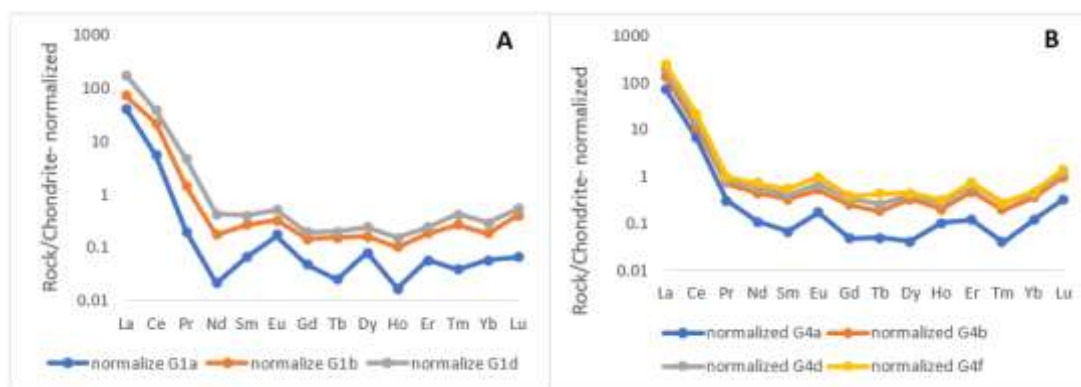 A
Rock/Chondrite- normalized
1000
100
10
1
0.1
0.01
La Ce Pr Nd Sm Eu Gd Tb Dy Ho Er Tm Yb Lu
normalize G1a normalize G1b normalize G1d
B
Rock/Chondrite- normalized
1000
100
10
1
0.1
0.01
La Ce Pr Nd Sm Eu Gd Tb Dy Ho Er Tm Yb Lu
normalized G4a normalized G4b
normalized G4d normalized G4f